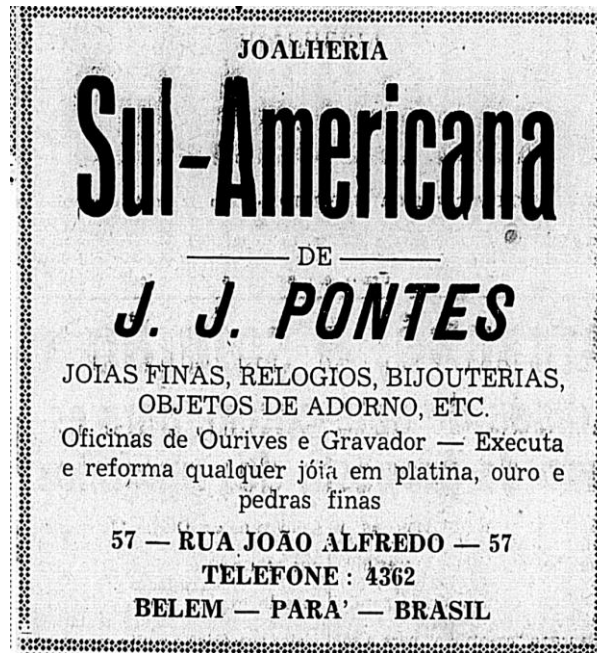 JOALHERIA
Sul-Americana
DE
J. J. PONTES
JOIAS FINAS, RELOGIOS, BIJOUTERIAS,
OBJETOS DE ADORNO, ETC.
Oficinas de Ourives e Gravador — Executa
e reforma qualquer jóia em platina, ouro e
pedras finas
57 — RUA JOÃO ALFREDO — 57
TELEFONE : 4362
BELEM — PARA' — BRASIL